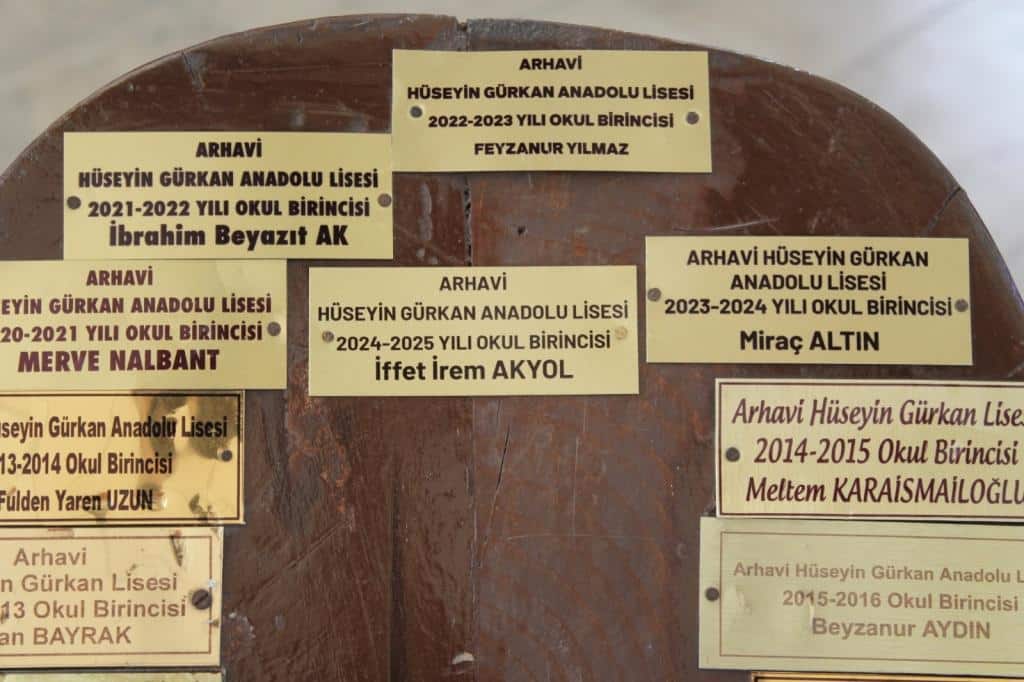 ARHAVİ
HÜSEYİN GÜRKAN ANADOLU LİSESİ
2022-2023 YILI OKUL BİRİNCİSİ
FEYZANUR YILMAZ
ARHAVİ
HÜSEYİN GÜRKAN ANADOLU LİSESİ
2021-2022 YILI OKUL BİRİNCİSİ
İbrahim Beyazıt AK
ARHAVİ HÜSEYİN GÜRKAN
ANADOLU LİSESİ
2023-2024 YILI OKUL BİRİNCİSİ
Miraç ALTIN
ARHAVİ
EYİN GÜRKAN ANADOLU LİSESİ
20-2021 YILI OKUL BİRİNCİSİ
MERVE NALBANT
ARHAVİ
HÜSEYİN GÜRKAN ANADOLU LİSESİ
2024-2025 YILI OKUL BİRİNCİSİ
İffet İrem AKYOL
Arhavi Hüseyin Gürkan Lises
2014-2015 Okul Birincisi
Meltem KARAİSMAİLOĞLU
seyin Gürkan Anadolu Lisesi
13-2014 Okul Birincisi
Fulden Yaren UZUN
Arhavi Hüseyin Gürkan Anadolu L
2015-2016 Okul Birincisi
Beyzanur AYDIN
Arhavi
n Gürkan Lisesi
13 Okul Birincisi
an BAYRAK